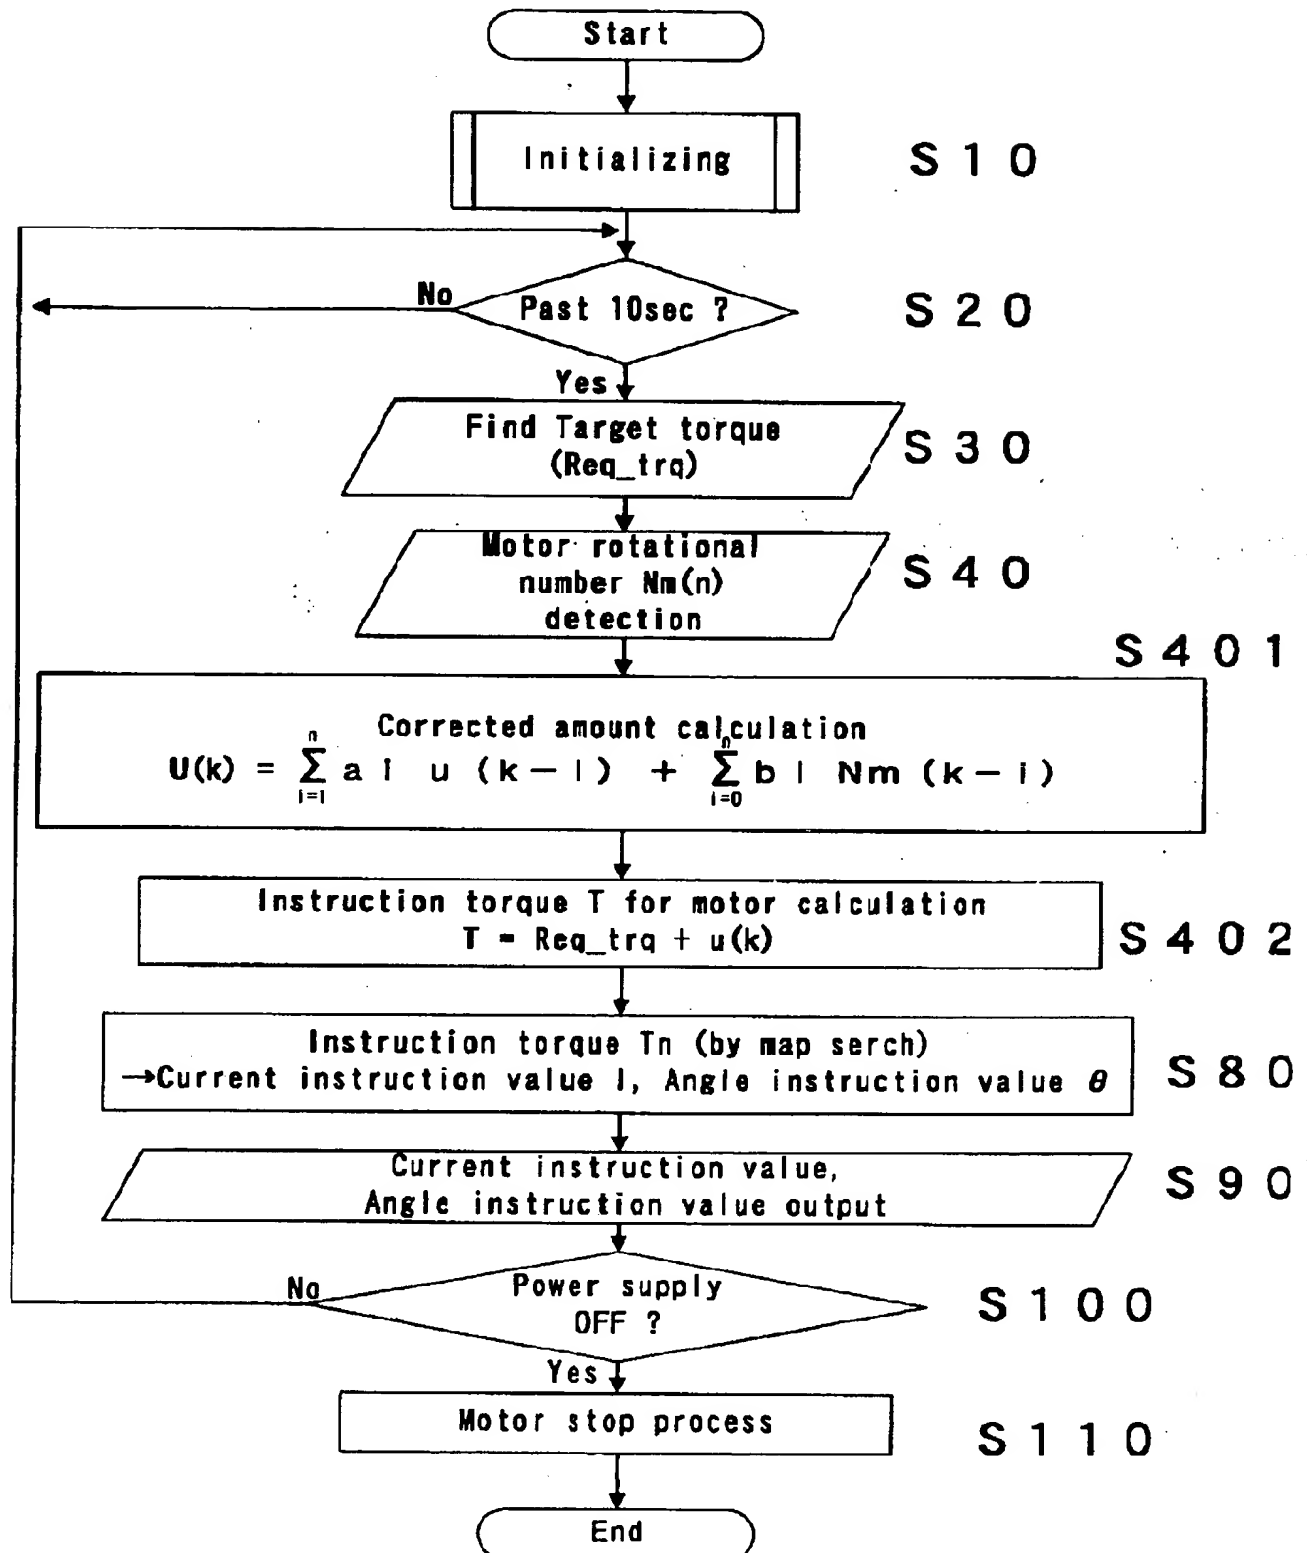 Start
Initializing
S10
No
Past 10sec ?
S20
Yes
Find Target torque
(Req_trq)
S30
Motor rotational
number Nm(n)
detection
S40
S401
Corrected amount calculation
U(k) = n Σ i=1 a i u (k-i) + n Σ i=0 b i Nm (k-i)
Instruction torque T for motor calculation
T = Req_trq + u(k)
S402
Instruction torque Tn (by map serch)
→Current instruction value I, Angle instruction value θ
S80
Current instruction value,
Angle instruction value output
S90
No
Power supply
OFF ?
S100
Yes
Motor stop process
S110
End